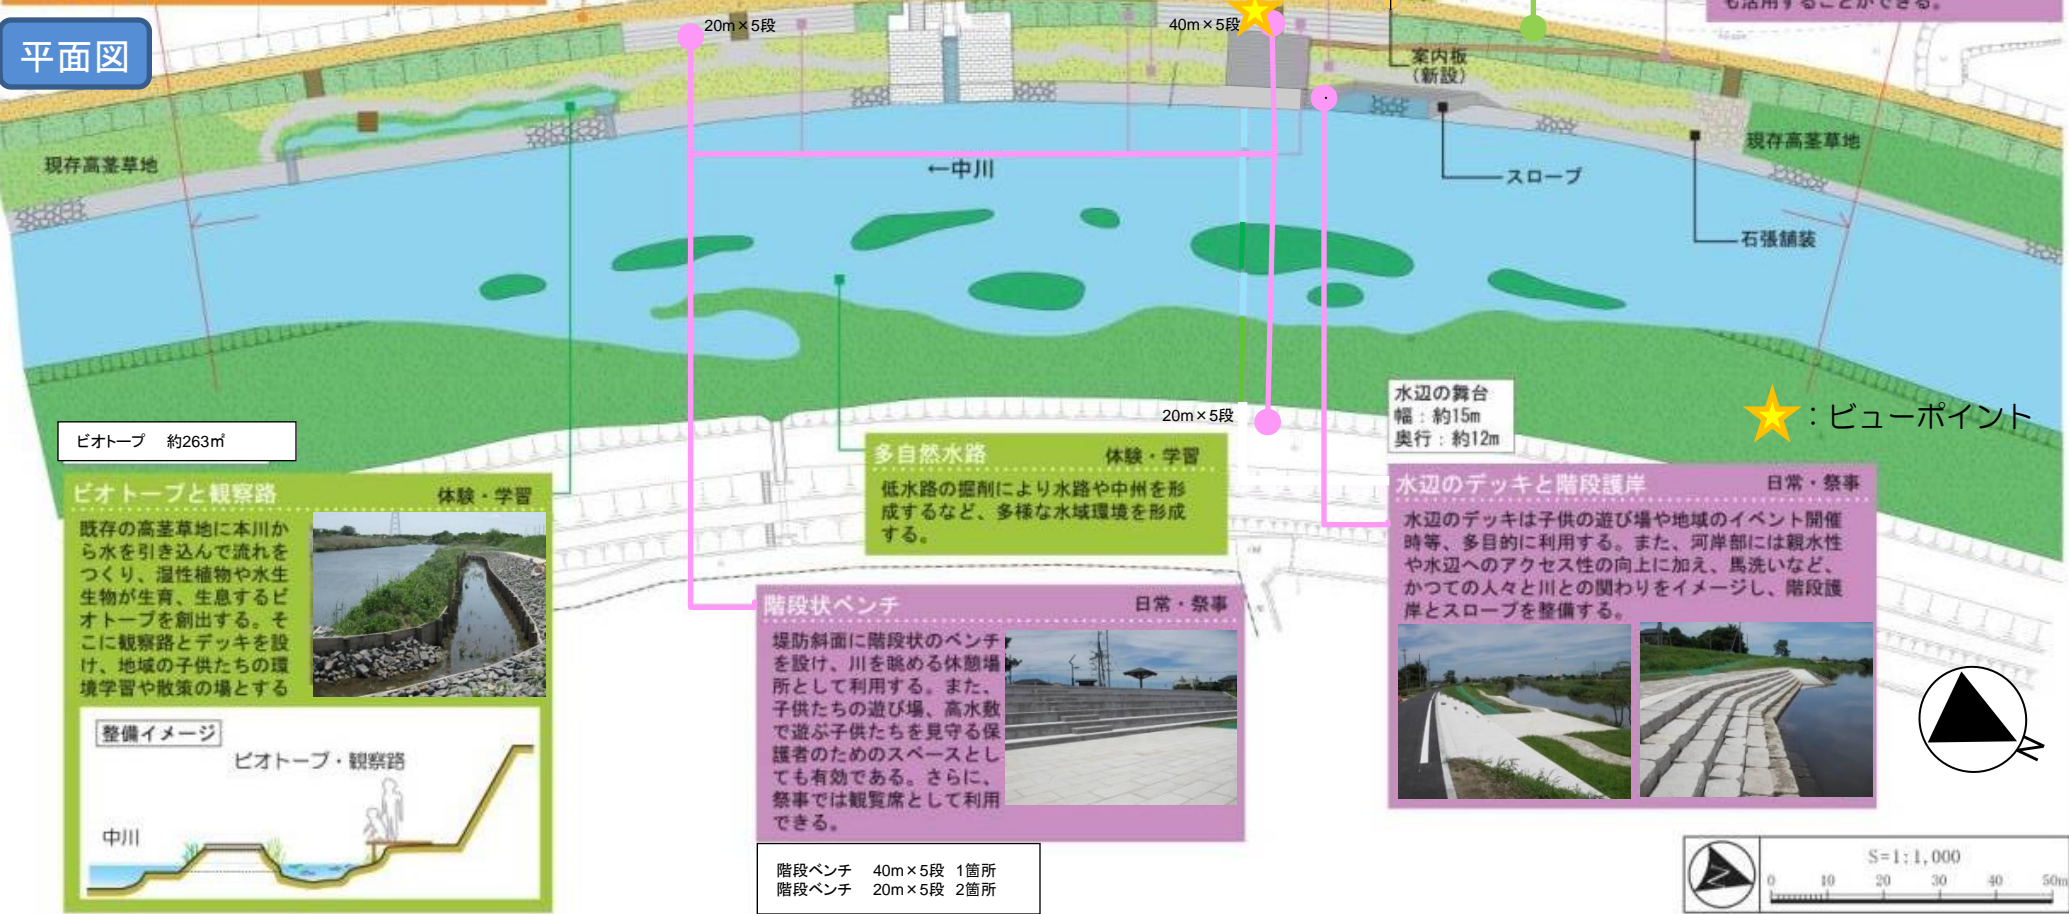 も活用することができる。
平面図
20m×5段
40m×5段
案内板
（新設）
現存高茎草地
現存高茎草地
←中川
スロープ
石張舗装
20m×5段
水辺の舞台
幅：約15m
奥行：約12m
：ビューポイント
ビオトープ　約263㎡
ビオトープと観察路　体験・学習
既存の高茎草地に本川か
ら水を引き込んで流れを
つくり、湿性植物や水生
生物が生育、生息するビ
オトープを創出する。そ
こに観察路とデッキを設
け、地域の子供たちの環
境学習や散策の場とする
整備イメージ
ビオトープ・観察路
中川
多自然水路　体験・学習
低水路の掘削により水路や中州を形
成するなど、多様な水域環境を形成
する。
階段状ベンチ　日常・祭事
堤防斜面に階段状のベンチ
を設け、川を眺める休憩場
所として利用する。また、
子供たちの遊び場、高水敷
で遊ぶ子供たちを見守る保
護者のためのスペースとし
ても有効である。さらに、
祭事では観覧席として利用
できる。
階段ベンチ　40m×5段　1箇所
階段ベンチ　20m×5段　2箇所
水辺のデッキと階段護岸　日常・祭事
水辺のデッキは子供の遊び場や地域のイベント開催
時等、多目的に利用する。また、河岸部には親水性
や水辺へのアクセス性の向上に加え、馬洗いなど、
かつての人々と川との関わりをイメージし、階段護
岸とスロープを整備する。
N
N
S=1:1,000
0 10 20 30 40 50m